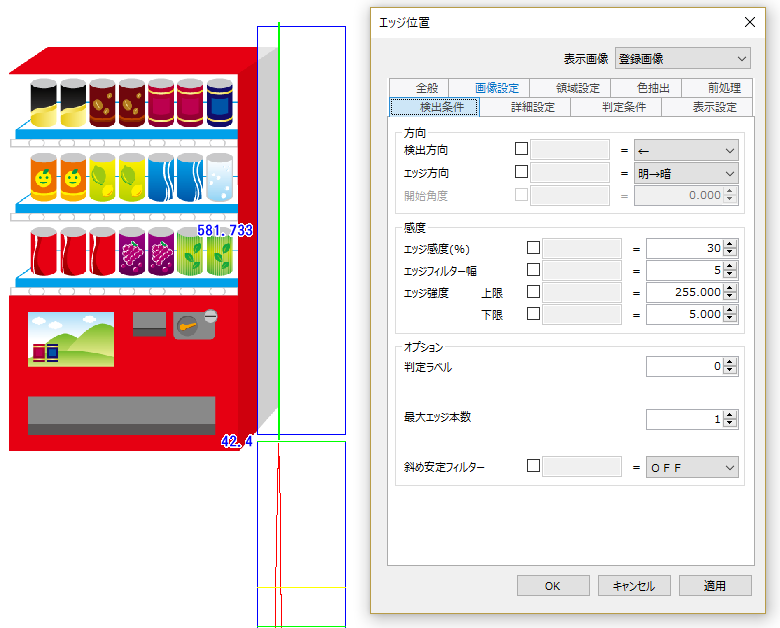 エッジ位置
表示画像 登録画像
全般 画像設定 領域設定 色抽出 前処理
検出条件 詳細設定 判定条件 表示設定
方向
検出方向 = ←
エッジ方向 = 明→暗
開始角度 = 0.000
感度
エッジ感度(%) = 30
エッジフィルター幅 = 5
エッジ強度 上限 = 255.000
下限 = 5.000
オプション
判定ラベル 0
最大エッジ本数 1
斜め安定フィルター = OFF
OK キャンセル 適用
581.733
42.4